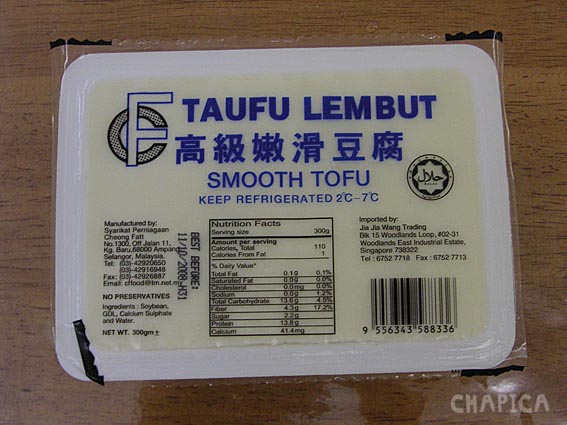 CF
TAUFU LEMBUT
高級嫩滑豆腐
SMOOTH TOFU
KEEP REFRIGERATED 2℃-7℃
حلال
HALAL
Manufactured by:
Syarikat Perniagaan
Cheong Fatt
No.1300, Off Jalan 11,
Kg. Baru,68000 Ampang
Selangor, Malaysia.
Tel: (03)-42920650
(03)-42916948
Fax: (03)-42926887
Email: cffood@tm.net.my
NO PRESERVATIVES
Ingredients : Soybean,
GDL, Calcium Sulphate
and Water.
NET WT. 300gm ±
BEST BEFORE:
11/10/2008-H31
Nutrition Facts
Serving size 300g
Amount per serving
Calories, Total 110
Calories From Fat 1
% Daily Value*
Total Fat 0.1g 0.1%
Saturated Fat 0.0g 0.0%
Cholesterol 0.0mg 0.0%
Sodium 0.0g 1.2%
Total Carbohydrate 13.6g 4.5%
Fiber 4.3g 17.2%
Sugar 2.2g
Protein 13.8g
Calcium 41.4mg
Imported by:
Jia Jia Wang Trading
Blk 15 Woodlands Loop, #02-31
Woodlands East Industrial Estate,
Singapore 738322
Tel : 6752 7718 Fax : 6752 7713
9 556343 588336
CHAPICA